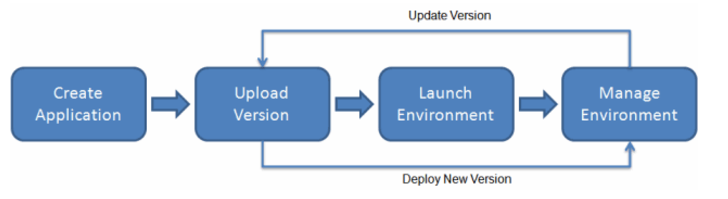 Update Version
Create
Application
Upload
Version
Launch
Environment
Manage
Environment
Deploy New Version